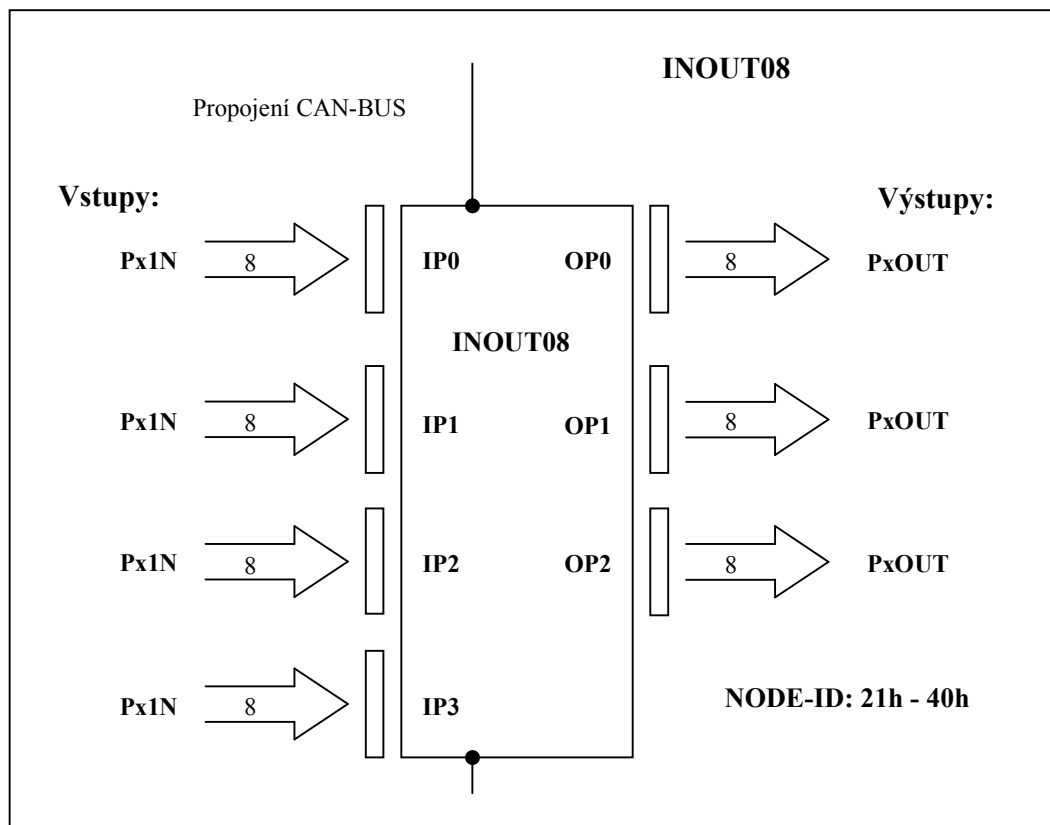 INOUT08
Propojení CAN-BUS
Vstupy:
Výstupy:
Px1N 8 IP0 OP0 8 PxOUT
INOUT08
Px1N 8 IP1 OP1 8 PxOUT
Px1N 8 IP2 OP2 8 PxOUT
Px1N 8 IP3
NODE-ID: 21h - 40h